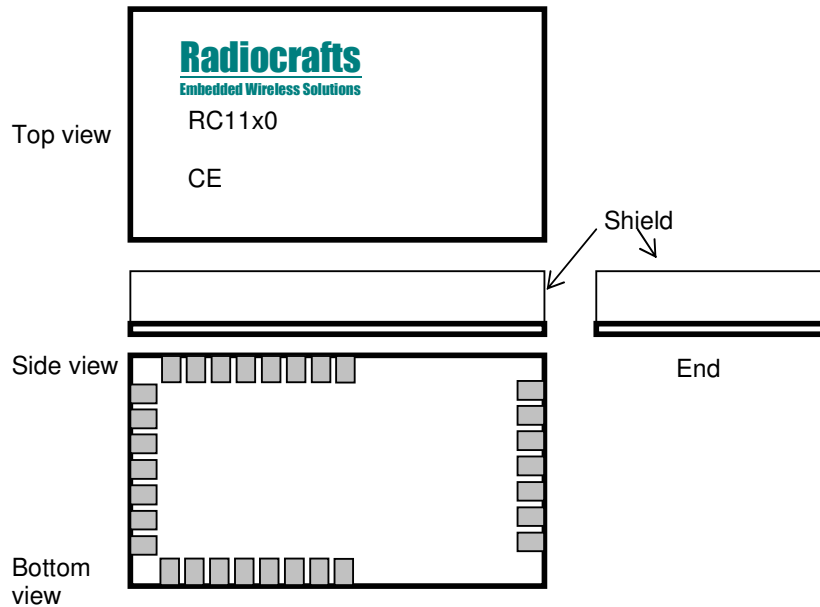 Radiocrafts
Embedded Wireless Solutions
RC11x0
Top view
CE
Shield
Side view
End
Bottom
view